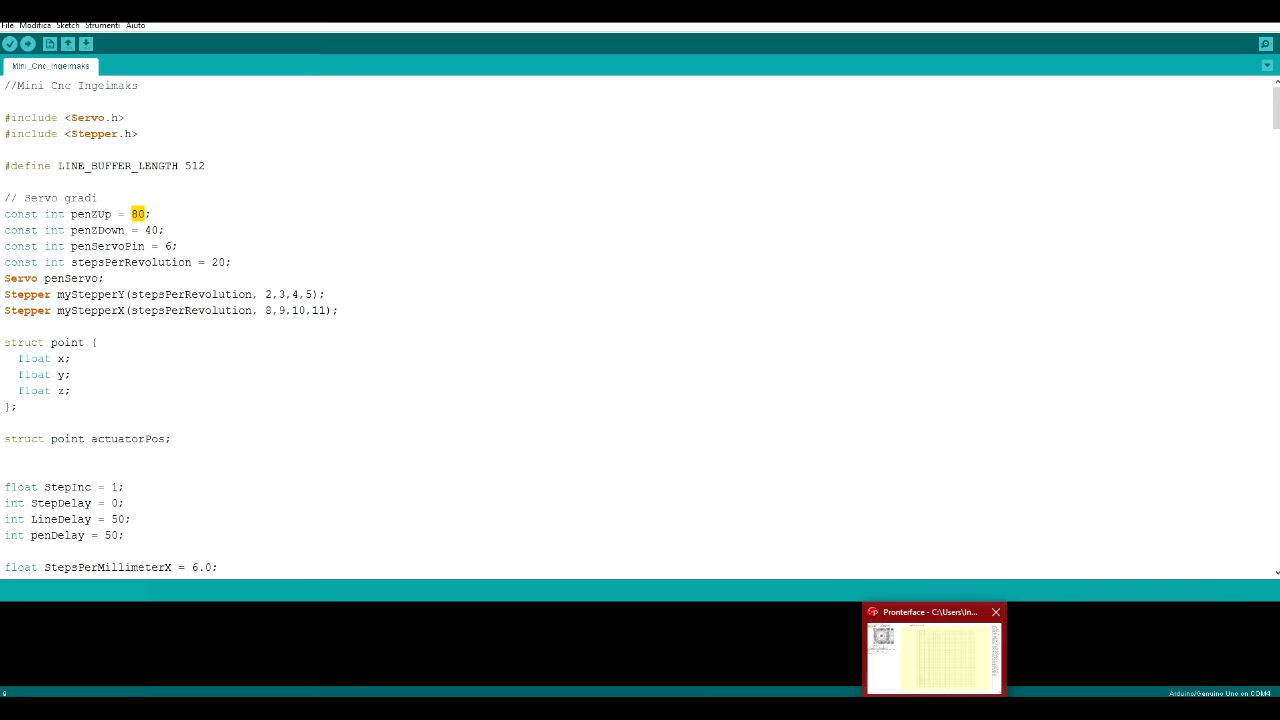 File Modifica Sketch Strumenti Aiuto
Mini_Cnc_ingeimaks
//Mini Cnc Ingeimaks
#include <Servo.h>
#include <Stepper.h>
#define LINE_BUFFER_LENGTH 512
// Servo gradi
const int penZUp = 80;
const int penZDown = 40;
const int penServoPin = 6;
const int stepsPerRevolution = 20;
Servo penServo;
Stepper myStepperY(stepsPerRevolution, 2,3,4,5);
Stepper myStepperX(stepsPerRevolution, 8,9,10,11);
struct point {
float x;
float y;
float z;
};
struct point actuatorPos;
float StepInc = 1;
int StepDelay = 0;
int LineDelay = 50;
int penDelay = 50;
float StepsPerMillimeterX = 6.0;
Pronterface - C:\Users\In...
9
Arduino/Genuino Uno on COM4